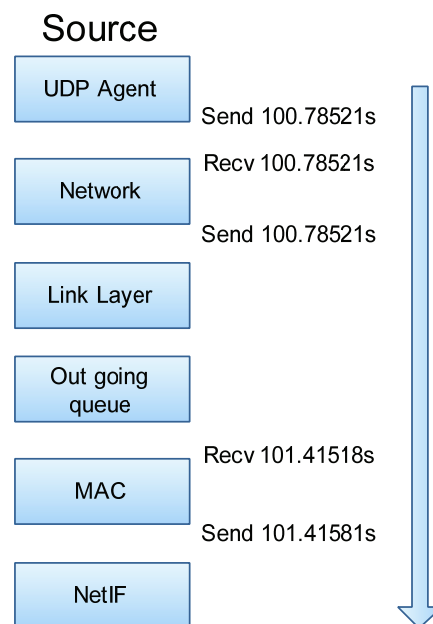 Source
UDP Agent
Send 100.78521s
Recv 100.78521s
Network
Send 100.78521s
Link Layer
Out going
queue
Recv 101.41518s
MAC
Send 101.41581s
NetIF